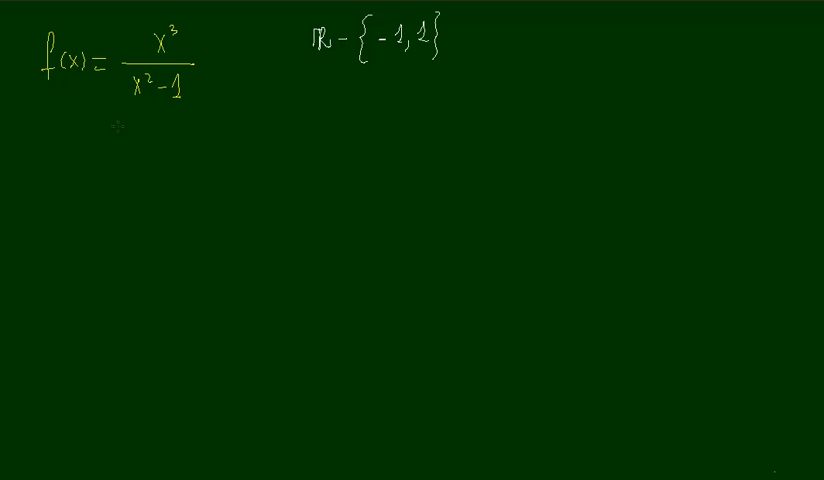 f(x) = x³ / (x² - 1)
ℝ - {-1, 1}